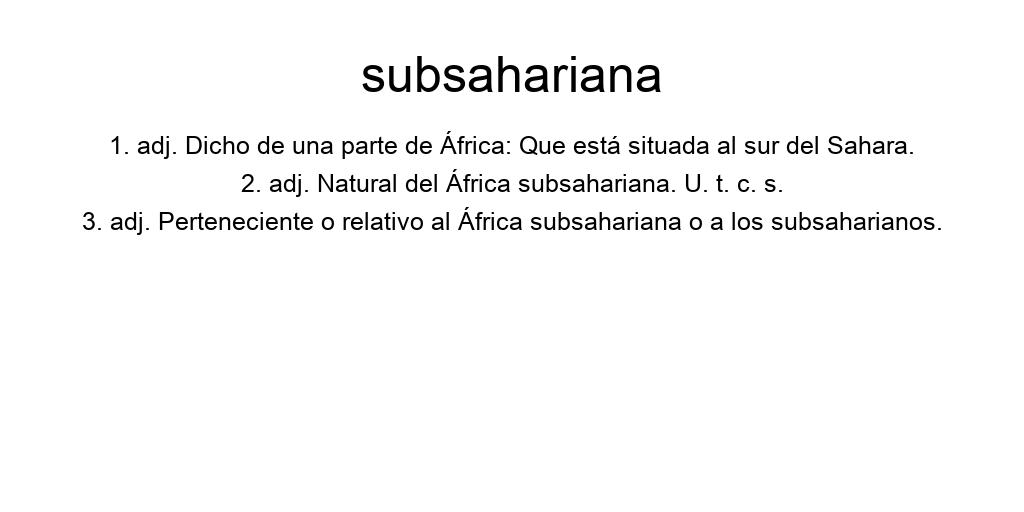 subsahariana
1. adj. Dicho de una parte de África: Que está situada al sur del Sahara.
2. adj. Natural del África subsahariana. U. t. c. s.
3. adj. Perteneciente o relativo al África subsahariana o a los subsaharianos.